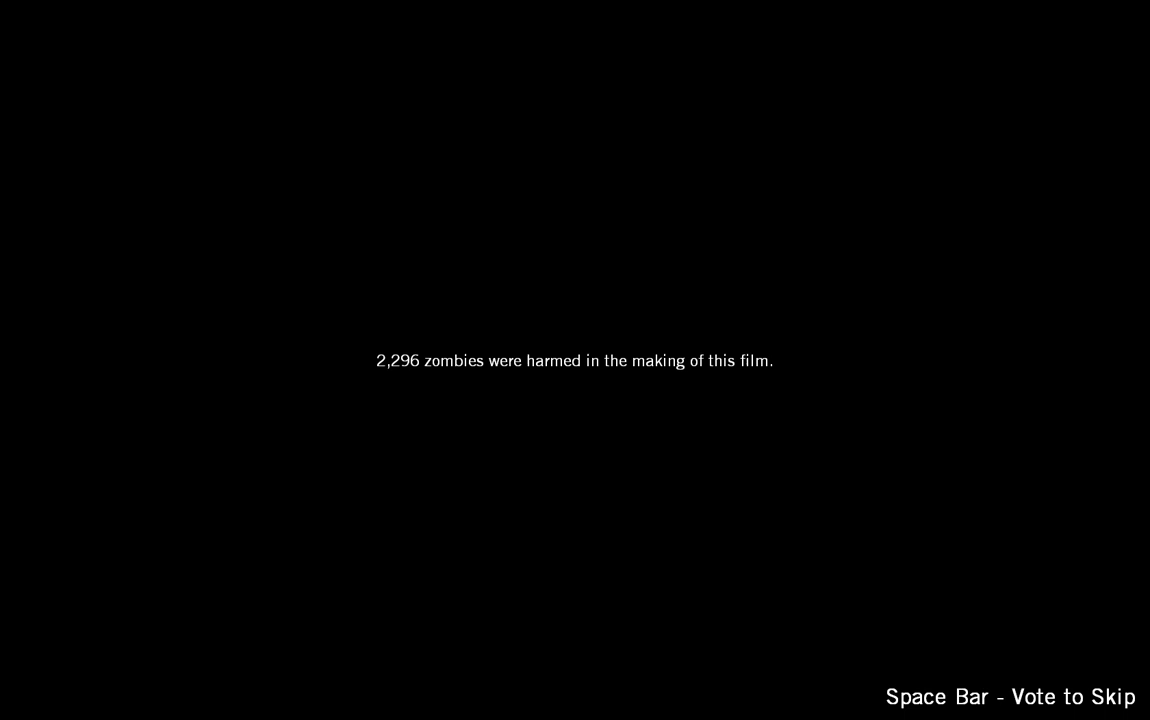 2,296 zombies were harmed in the making of this film.
Space Bar - Vote to Skip